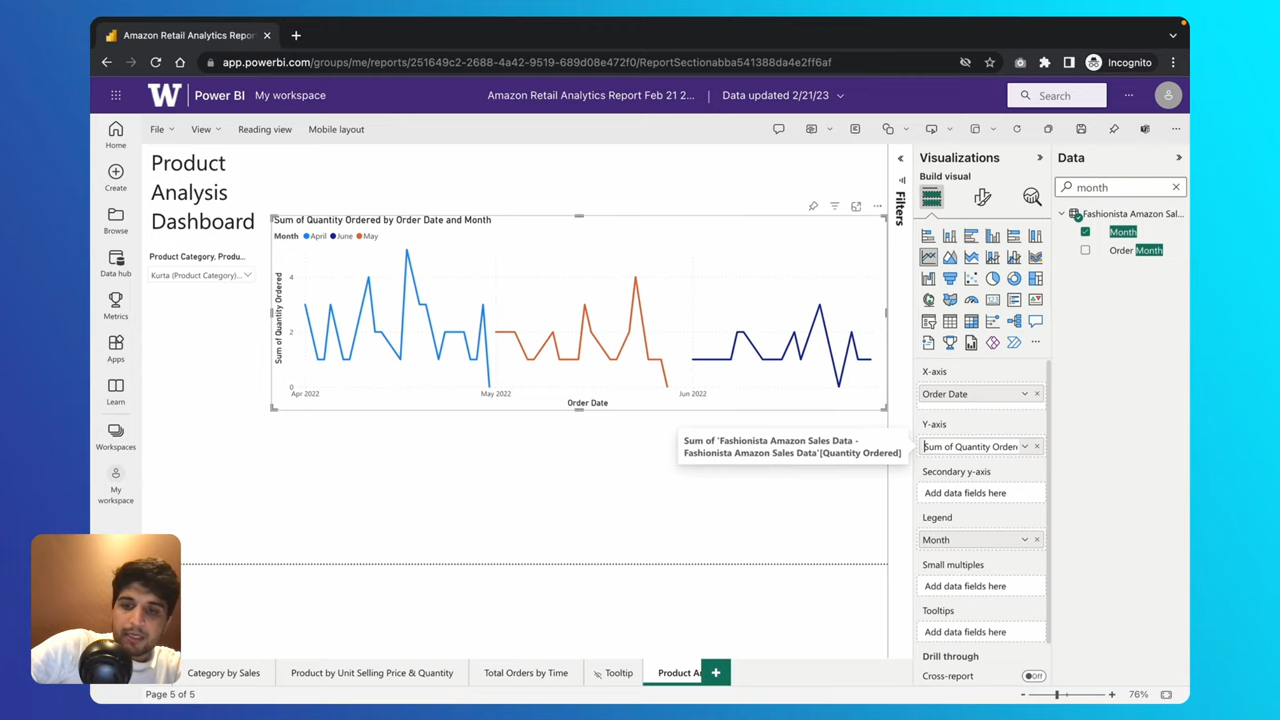 Amazon Retail Analytics Repor
app.powerbi.com/groups/me/reports/251649c2-2688-4a42-9519-689d08e472f0/ReportSectionabba541388da4e2ff6af
Incognito
W Power BI My workspace
Amazon Retail Analytics Report Feb 21 2... | Data updated 2/21/23
Search
File View Reading view Mobile layout
Home
Create
Browse
Data hub
Metrics
Apps
Learn
Workspaces
My
workspace
Product
Analysis
Dashboard
Product Category, Produ...
Kurta (Product Category)...
Sum of Quantity Ordered by Order Date and Month
Month April June May
Sum of Quantity Ordered
4
2
0
Apr 2022 May 2022 Jun 2022
Order Date
Sum of 'Fashionista Amazon Sales Data -
Fashionista Amazon Sales Data'[Quantity Ordered]
Filters
Visualizations
Build visual
X-axis
Order Date
Y-axis
Sum of Quantity Ordere
Secondary y-axis
Add data fields here
Legend
Month
Small multiples
Add data fields here
Tooltips
Add data fields here
Drill through
Cross-report
Off
Data
month
Fashionista Amazon Sal...
Month
Order Month
Category by Sales
Product by Unit Selling Price & Quantity
Total Orders by Time
Tooltip
Product A
Page 5 of 5
76%